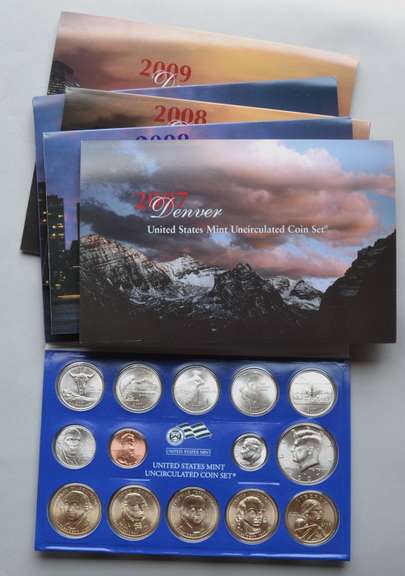 2009
D
2008
2008
2007
Denver
United States Mint Uncirculated Coin Set®
UNITED STATES MINT
UNITED STATES MINT
UNCIRCULATED COIN SET®